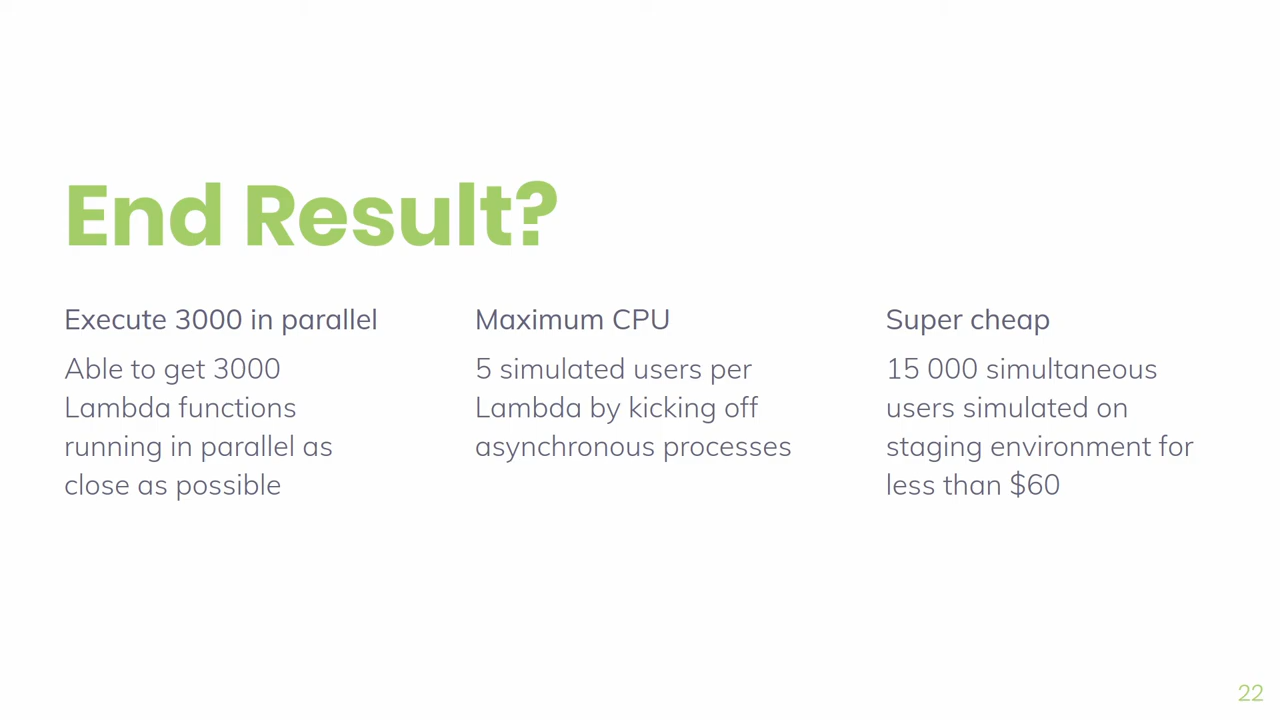 End Result?
Execute 3000 in parallel
Able to get 3000
Lambda functions
running in parallel as
close as possible
Maximum CPU
5 simulated users per
Lambda by kicking off
asynchronous processes
Super cheap
15 000 simultaneous
users simulated on
staging environment for
less than $60
22